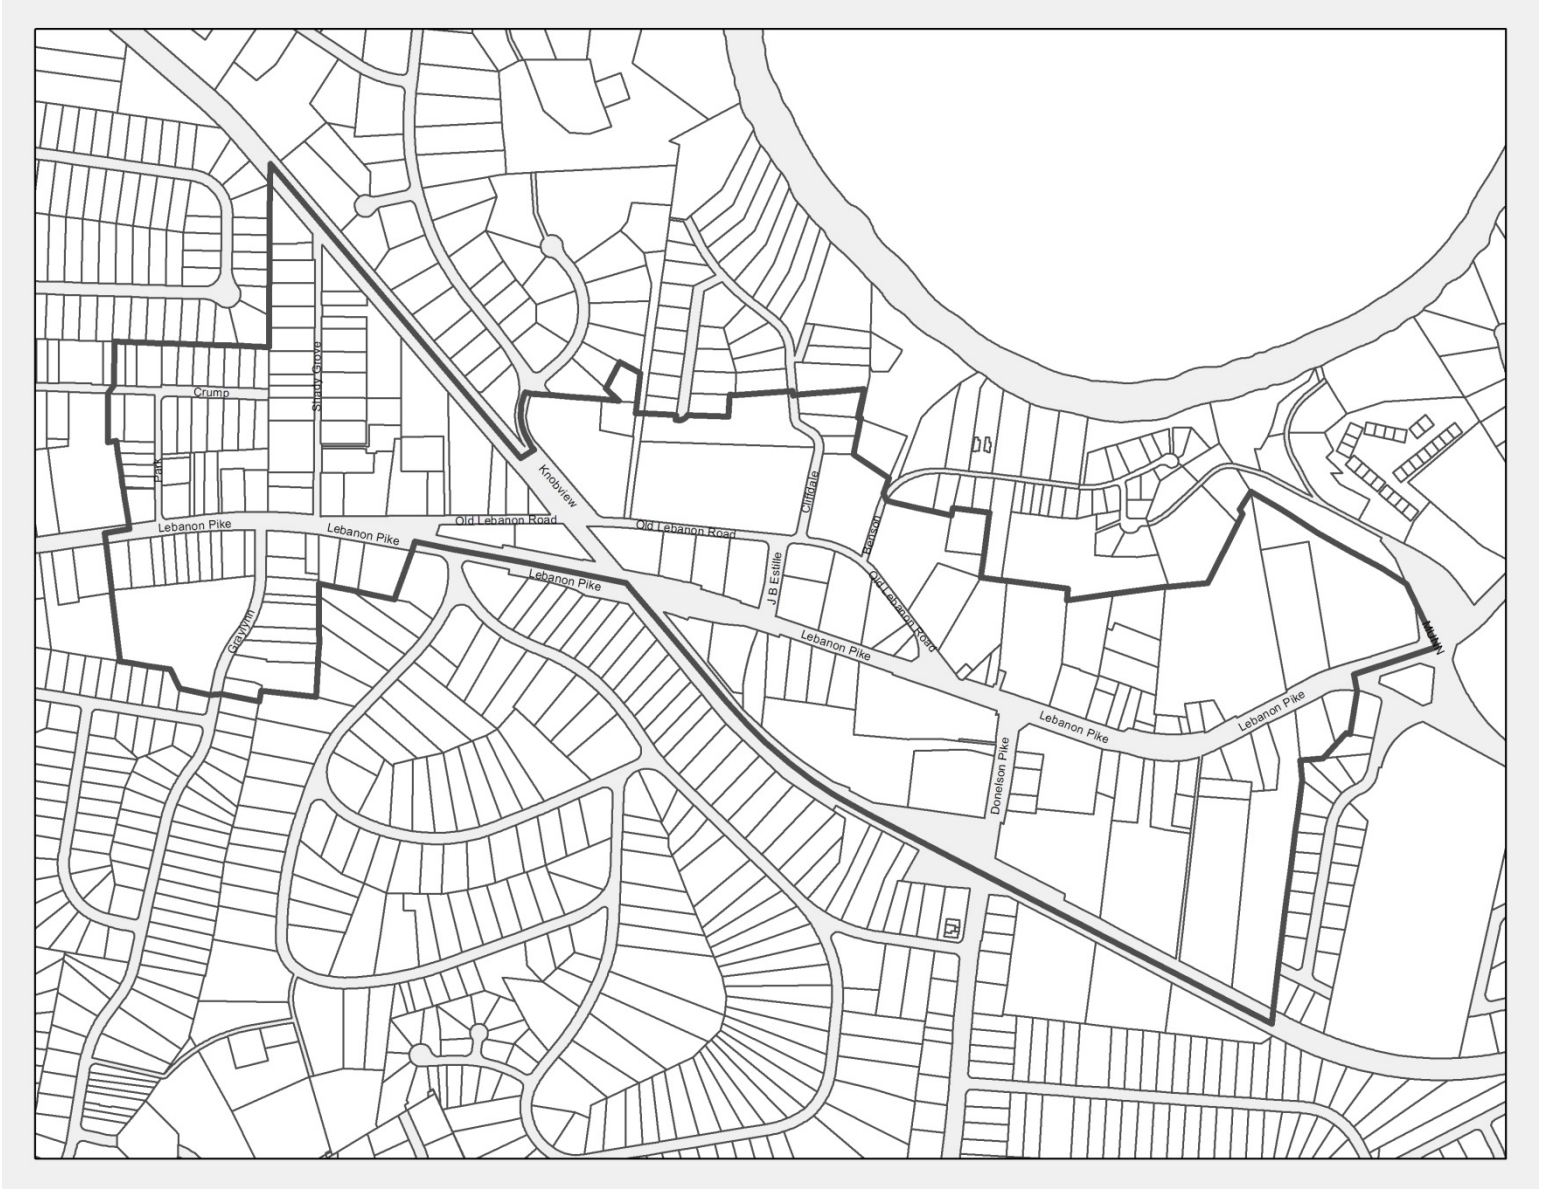 Shady Grove
Crump
Park
Knobview
Cliffdale
Lebanon Pike
Lebanon Pike
Old Lebanon Road
Old Lebanon Road
Benson
Lebanon Pike
J B Estille
Old Lebanon Road
Graylynn
Lebanon Pike
Lebanon Pike
Lebanon Pike
Donelson Pike